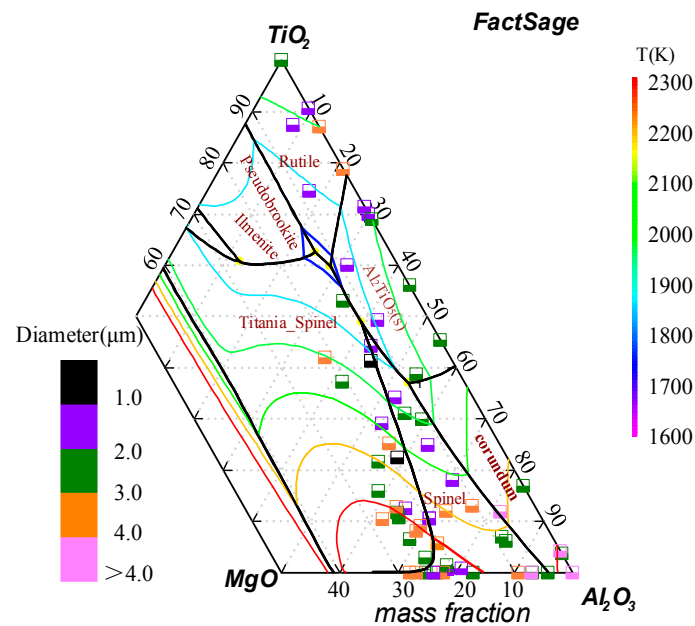 FactSage
TiO2
T(K)
2300
2200
2100
2000
1900
1800
1700
1600
90
80
70
60
10
20
30
40
50
60
70
80
90
Rutile
Pseudobrookite
Ilmenite
Al2TiO5(s)
Titania_Spinel
corundum
Spinel
Diameter(μm)
1.0
2.0
3.0
4.0
>4.0
MgO
40
30
20
10
Al2O3
mass fraction